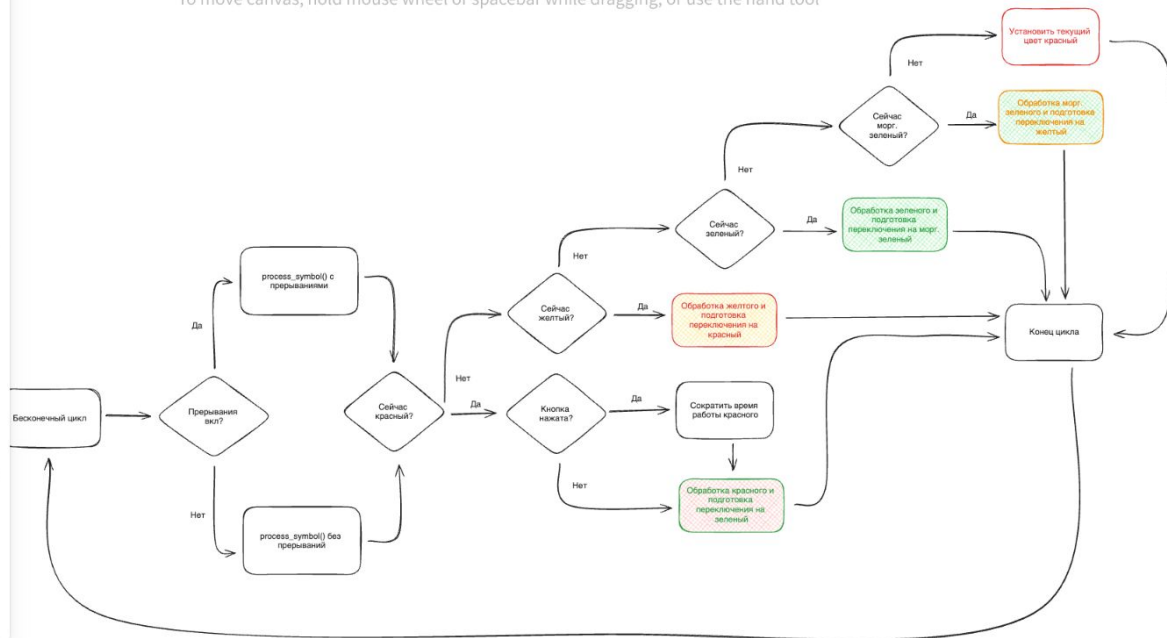 To move canvas, hold mouse wheel or spacebar while dragging, or use the hand tool
Установить текущий
цвет красный
Нет
Сейчас
морг.
зеленый?
Да
Обработка морг.
зеленого и подготовка
переключения на
желтый
Нет
Сейчас
зеленый?
Да
Обработка зеленого и
подготовка
переключения на морг.
зеленый
Нет
process_symbol() с
прерываниями
Сейчас
желтый?
Да
Обработка желтого и
подготовка
переключения на
красный
Конец цикла
Да
Нет
Бесконечный цикл
Прерывания
вкл?
Сейчас
красный?
Да
Кнопка
нажата?
Да
Сократить время
работы красного
Нет
Обработка красного и
подготовка
переключения на
зеленый
Нет
process_symbol() без
прерываний